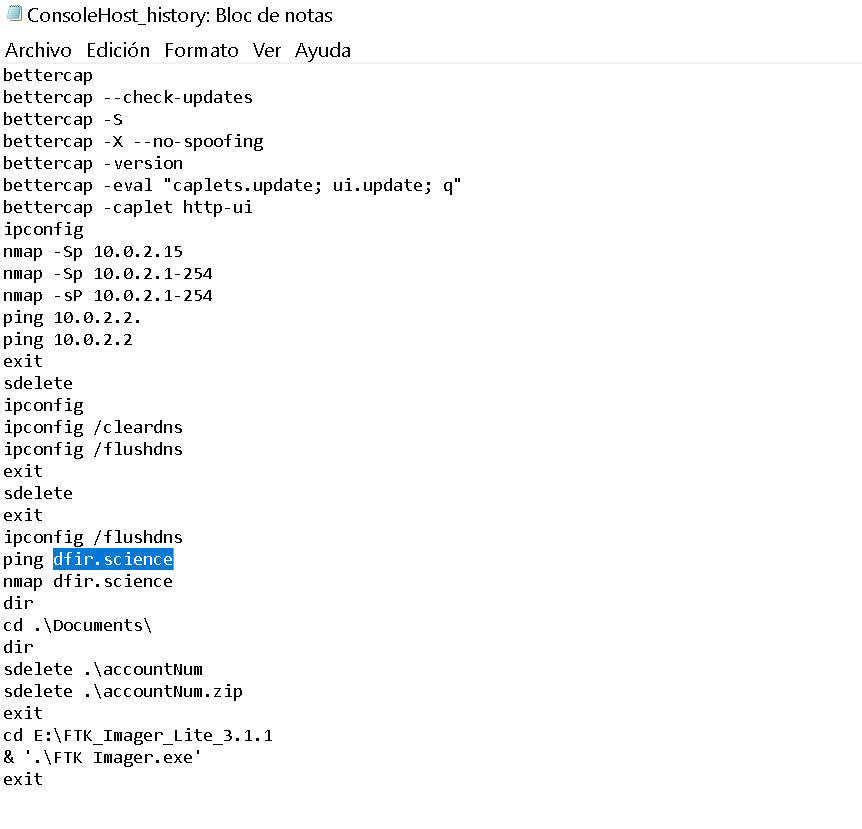 ConsoleHost_history: Bloc de notas
Archivo Edición Formato Ver Ayuda
bettercap
bettercap --check-updates
bettercap -S
bettercap -X --no-spoofing
bettercap -version
bettercap -eval "caplets.update; ui.update; q"
bettercap -caplet http-ui
ipconfig
nmap -Sp 10.0.2.15
nmap -Sp 10.0.2.1-254
nmap -sP 10.0.2.1-254
ping 10.0.2.2.
ping 10.0.2.2
exit
sdelete
ipconfig
ipconfig /cleardns
ipconfig /flushdns
exit
sdelete
exit
ipconfig /flushdns
ping dfir.science
nmap dfir.science
dir
cd .\Documents\
dir
sdelete .\accountNum
sdelete .\accountNum.zip
exit
cd E:\FTK_Imager_Lite_3.1.1
& '.\FTK Imager.exe'
exit